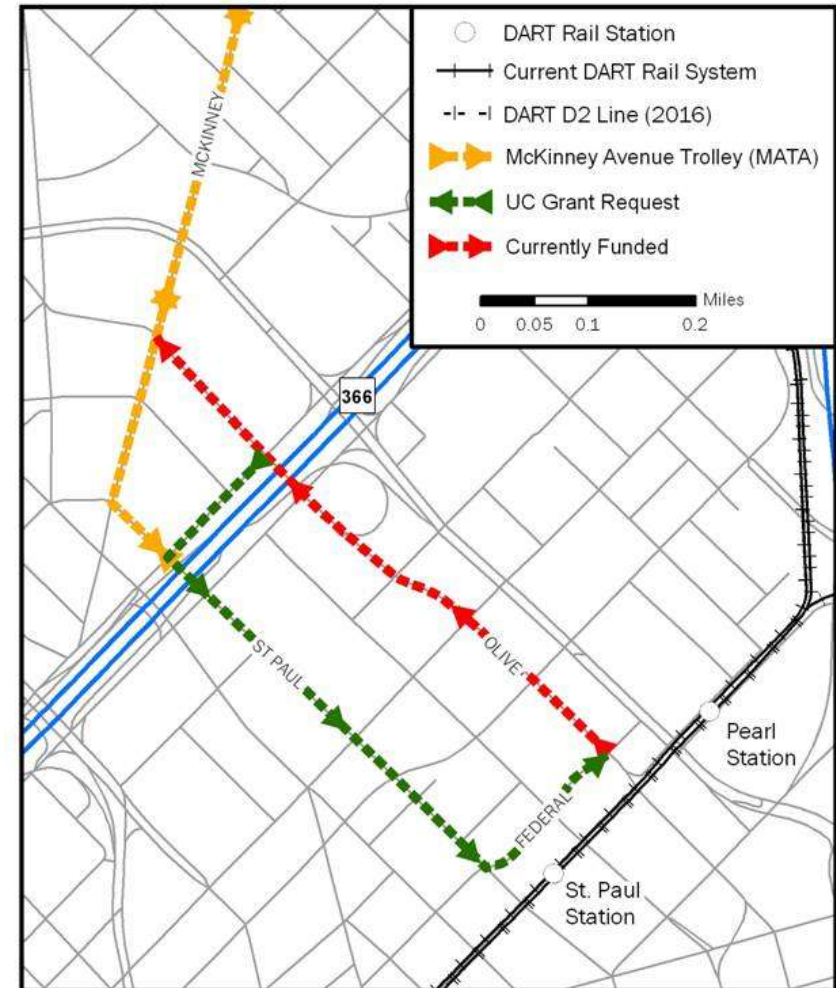 DART Rail Station
Current DART Rail System
DART D2 Line (2016)
McKinney Avenue Trolley (MATA)
UC Grant Request
Currently Funded
Miles
0 0.05 0.1 0.2
MCKINNEY
366
ST PAUL
OLIVE
FEDERAL
Pearl
Station
St. Paul
Station